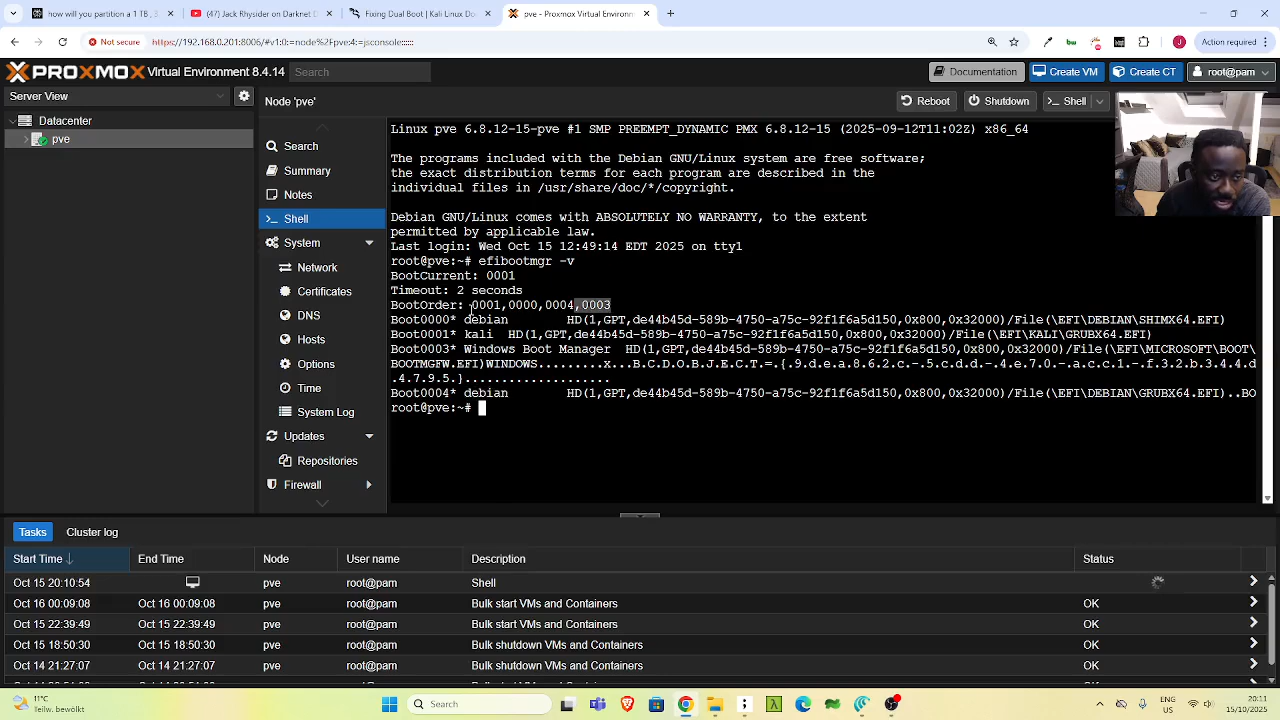 how will you partition a 1 TB, 3
(47) Jack Rhysider on Darknet D
Fixing Dual Boot | Kali Linux Do
pve - Proxmox Virtual Environm
Not secure
https://192.168.0.201:8006/#v1:0:=node%2Fpve:4:=jsconsole:::::
Action required
PROXMOX Virtual Environment 8.4.14
Search
Documentation
Create VM
Create CT
root@pam
Server View
Node 'pve'
Reboot
Shutdown
Shell
Datacenter
pve
Search
Summary
Notes
Shell
System
Network
Certificates
DNS
Hosts
Options
Time
System Log
Updates
Repositories
Firewall
Linux pve 6.8.12-15-pve #1 SMP PREEMPT_DYNAMIC PMX 6.8.12-15 (2025-09-12T11:02Z) x86_64
The programs included with the Debian GNU/Linux system are free software;
the exact distribution terms for each program are described in the
individual files in /usr/share/doc/*/copyright.
Debian GNU/Linux comes with ABSOLUTELY NO WARRANTY, to the extent
permitted by applicable law.
Last login: Wed Oct 15 12:49:14 EDT 2025 on tty1
root@pve:~# efibootmgr -v
BootCurrent: 0001
Timeout: 2 seconds
BootOrder: 0001,0000,0004,0003
Boot0000* debian HD(1,GPT,de44b45d-589b-4750-a75c-92f1f6a5d150,0x800,0x32000)/File(\EFI\DEBIAN\SHIMX64.EFI)
Boot0001* kali HD(1,GPT,de44b45d-589b-4750-a75c-92f1f6a5d150,0x800,0x32000)/File(\EFI\KALI\GRUBX64.EFI)
Boot0003* Windows Boot Manager HD(1,GPT,de44b45d-589b-4750-a75c-92f1f6a5d150,0x800,0x32000)/File(\EFI\MICROSOFT\BOOT\
BOOTMGFW.EFI)WINDOWS.........x...B.C.D.O.B.J.E.C.T.=.{.9.d.e.a.8.6.2.c.-.5.c.d.d.-.4.e.7.0.-.a.c.c.1.-.f.3.2.b.3.4.4.d
.4.7.9.5.}....................
Boot0004* debian HD(1,GPT,de44b45d-589b-4750-a75c-92f1f6a5d150,0x800,0x32000)/File(\EFI\DEBIAN\GRUBX64.EFI)..BO
root@pve:~#
Tasks
Cluster log
Start Time
End Time
Node
User name
Description
Status
Oct 15 20:10:54 pve root@pam Shell
Oct 16 00:09:08 Oct 16 00:09:08 pve root@pam Bulk start VMs and Containers OK
Oct 15 22:39:49 Oct 15 22:39:49 pve root@pam Bulk start VMs and Containers OK
Oct 15 18:50:30 Oct 15 18:50:30 pve root@pam Bulk shutdown VMs and Containers OK
Oct 14 21:27:07 Oct 14 21:27:07 pve root@pam Bulk shutdown VMs and Containers OK
11°C
Teilw. bewölkt
Search
ENG
US
20:11
15/10/2025